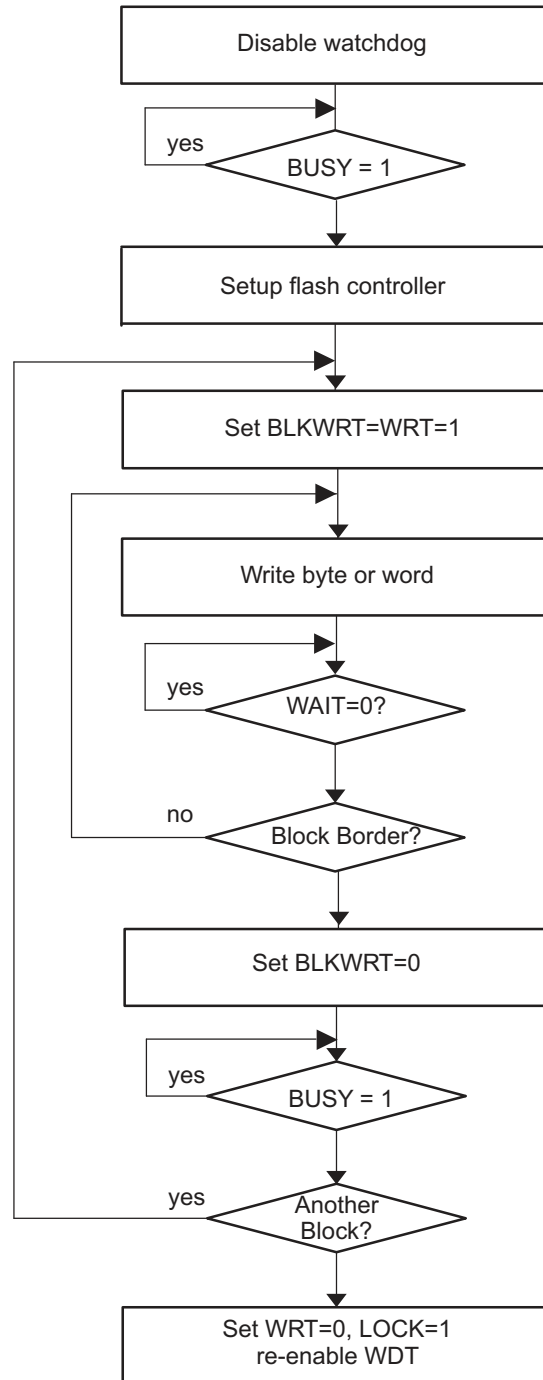 Disable watchdog
yes
BUSY = 1
Setup flash controller
Set BLKWRT=WRT=1
Write byte or word
yes
WAIT=0?
no
Block Border?
Set BLKWRT=0
yes
BUSY = 1
yes
Another
Block?
Set WRT=0, LOCK=1
re-enable WDT